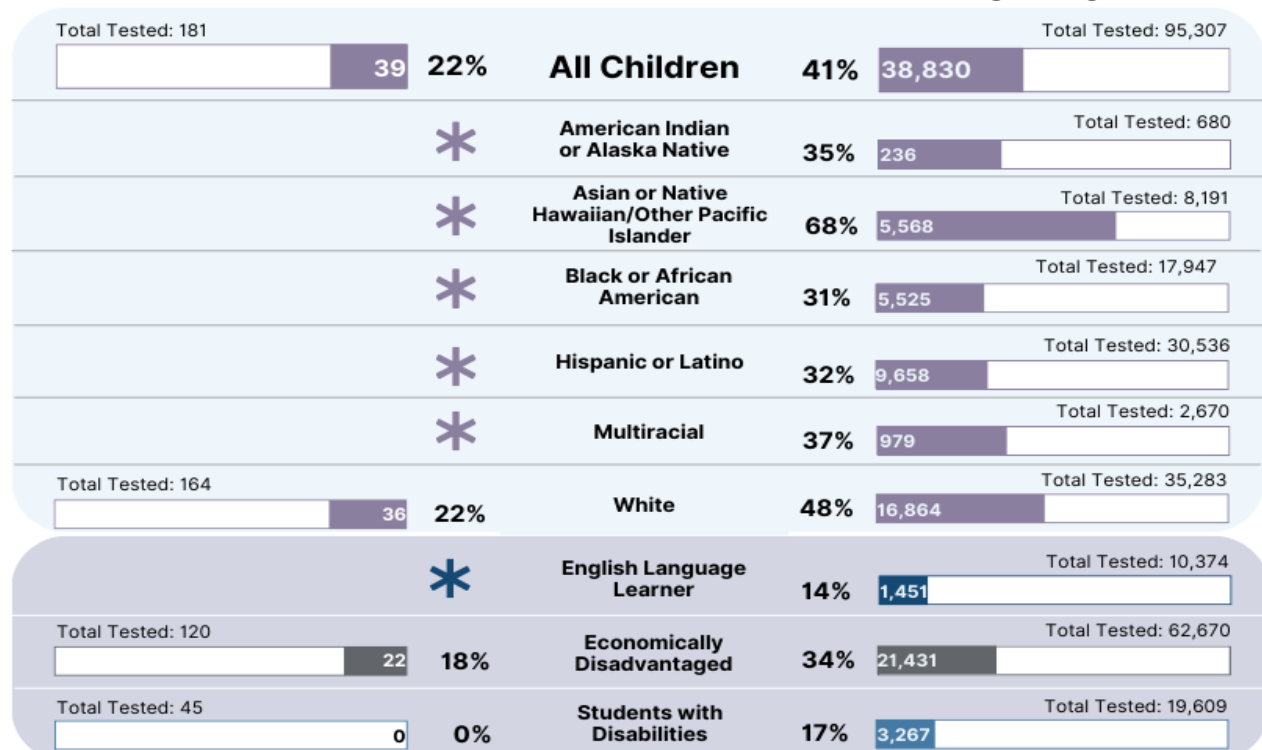 Total Tested: 181
Total Tested: 95,307
39 22% All Children 41% 38,830
American Indian
or Alaska Native
Total Tested: 680
* 35% 236
Asian or Native
Hawaiian/Other Pacific
Islander
Total Tested: 8,191
* 68% 5,568
Black or African
American
Total Tested: 17,947
* 31% 5,525
Hispanic or Latino
Total Tested: 30,536
* 32% 9,658
Multiracial
Total Tested: 2,670
* 37% 979
Total Tested: 164
Total Tested: 35,283
36 22% White 48% 16,864
English Language
Learner
Total Tested: 10,374
* 14% 1,451
Total Tested: 120
Economically
Disadvantaged
Total Tested: 62,670
22 18% 34% 21,431
Total Tested: 45
Students with
Disabilities
Total Tested: 19,609
0 0% 17% 3,267